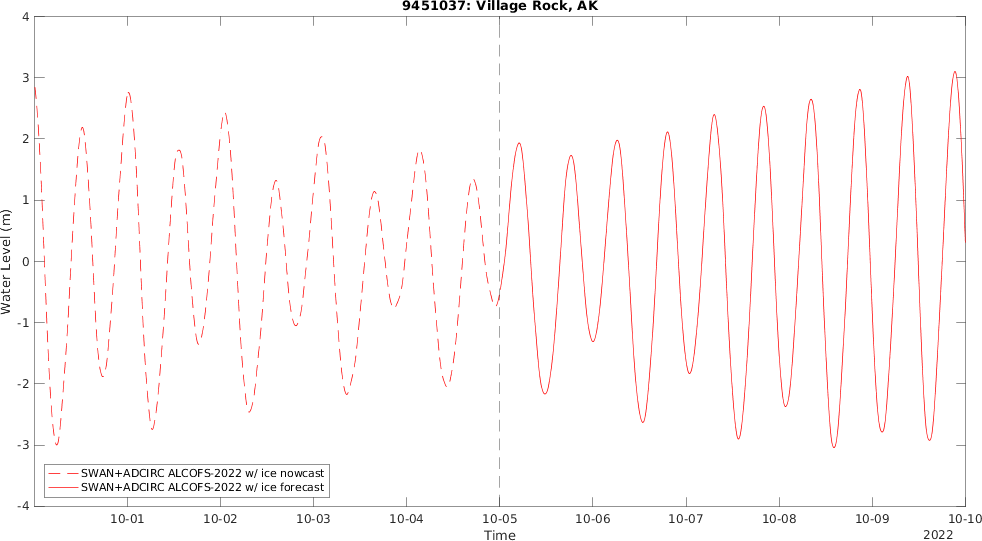 9451037: Village Rock, AK
4
3
2
1
0
-1
-2
-3
-4
Water Level (m)
SWAN+ADCIRC ALCOFS-2022 w/ ice nowcast
SWAN+ADCIRC ALCOFS-2022 w/ ice forecast
10-01 10-02 10-03 10-04 10-05 10-06 10-07 10-08 10-09 10-10
Time
2022